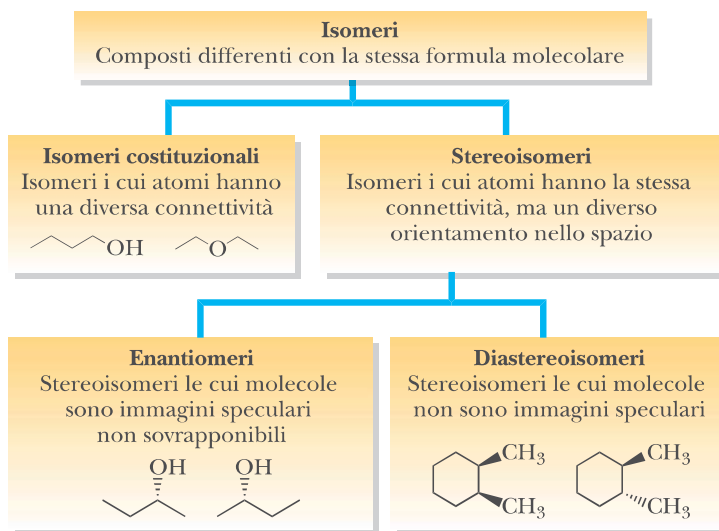 Isomeri
Composti differenti con la stessa formula molecolare
Isomeri costituzionali
Isomeri i cui atomi hanno
una diversa connettività
OH
O
Stereoisomeri
Isomeri i cui atomi hanno la stessa
connettività, ma un diverso
orientamento nello spazio
Enantiomeri
Stereoisomeri le cui molecole
sono immagini speculari
non sovrapponibili
OH
OH
Diastereoisomeri
Stereoisomeri le cui molecole
non sono immagini speculari
CH3
CH3
CH3
CH3